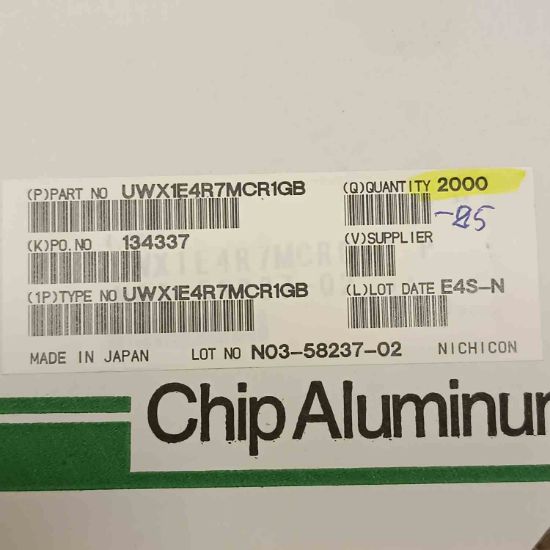 (P)PART NO UWX1E4R7MCR1GB (Q)QUANTITY 2000
(K)PO.NO 134337 (V)SUPPLIER
(1P)TYPE NO UWX1E4R7MCR1GB (L)LOT DATE E4S-N
MADE IN JAPAN LOT NO N03-58237-02 NICHICON
Chip Aluminu